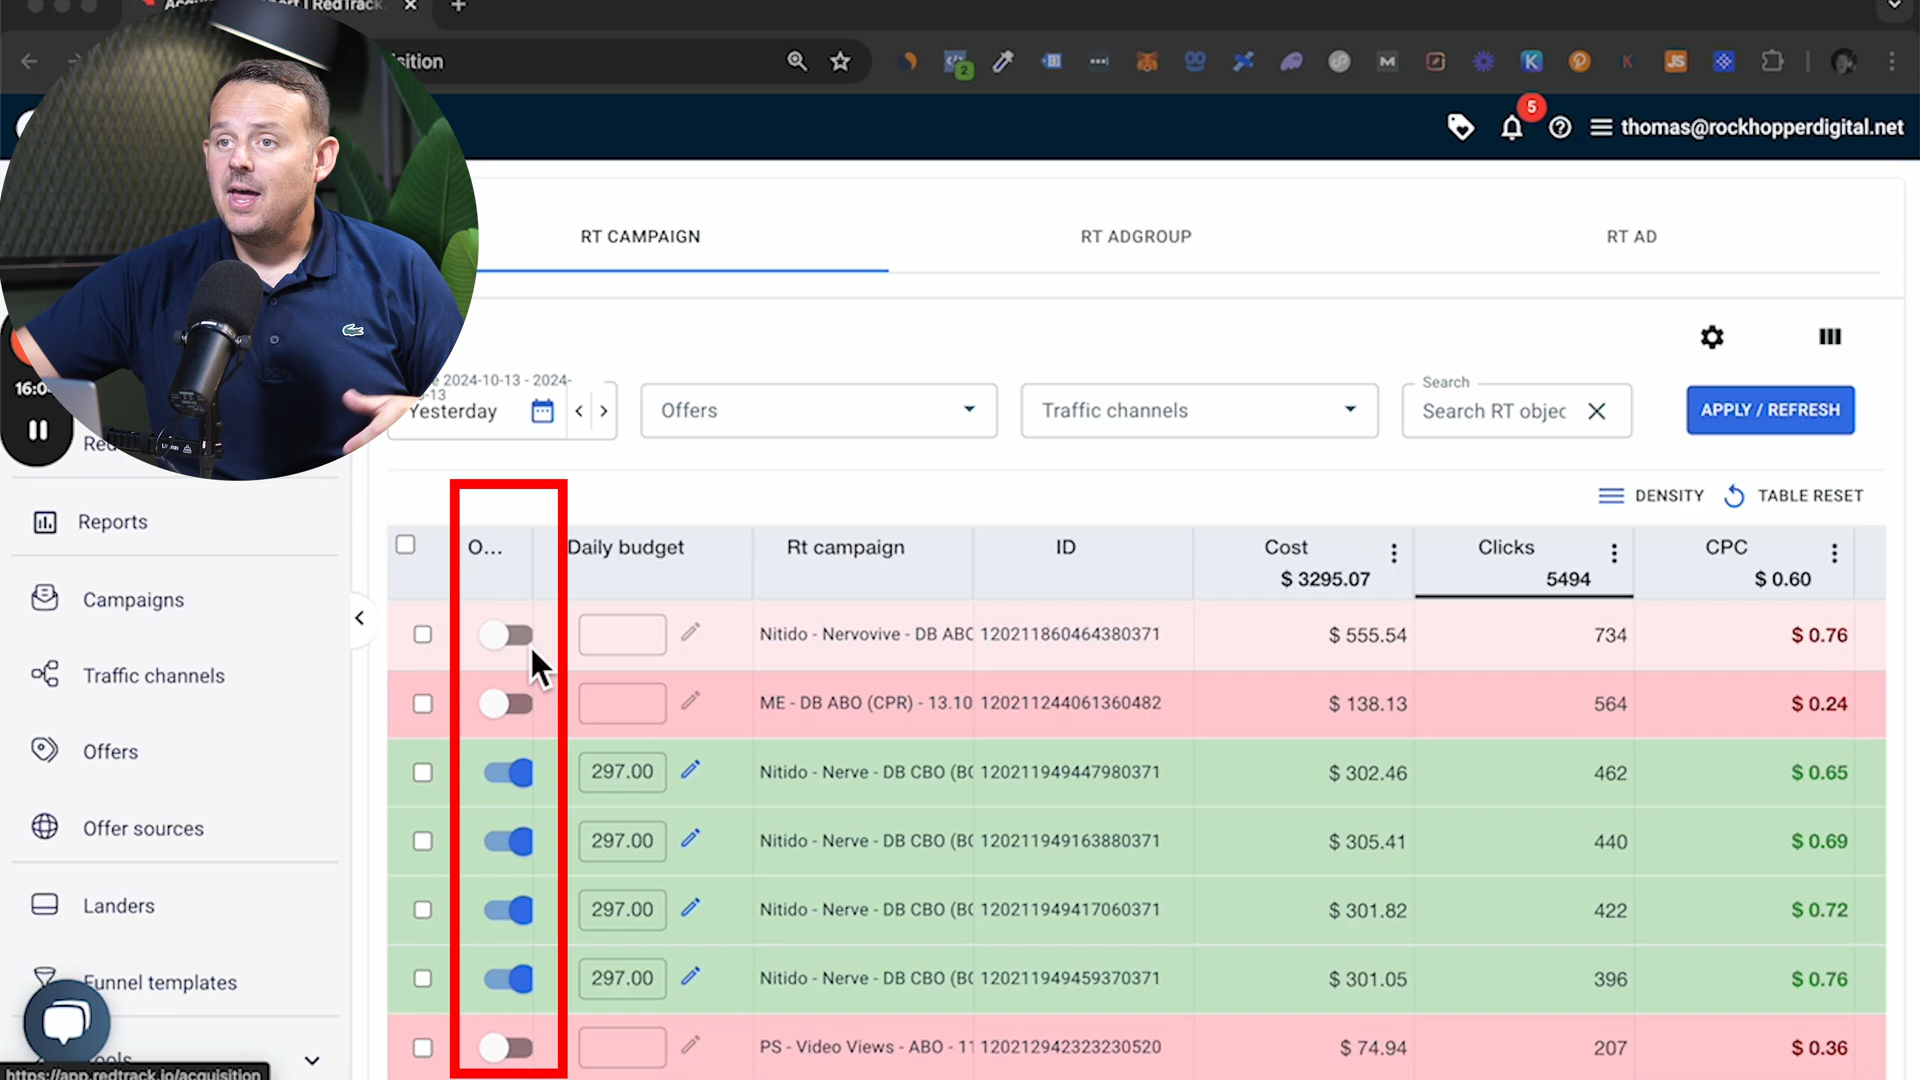 RedTrack
sition
2
5
thomas@rockhopperdigital.net
RT CAMPAIGN
RT ADGROUP
RT AD
16:0
2024-10-13 - 2024-
-13
Yesterday
Offers
Traffic channels
Search
Search RT objec
APPLY / REFRESH
Reports
Campaigns
Traffic channels
Offers
Offer sources
Landers
Funnel templates
DENSITY
TABLE RESET
O... Daily budget Rt campaign ID Cost Clicks CPC
$ 3295.07 5494 $ 0.60
Nitido - Nervovive - DB ABC 120211860464380371 $ 555.54 734 $ 0.76
ME - DB ABO (CPR) - 13.10 120211244061360482 $ 138.13 564 $ 0.24
297.00 Nitido - Nerve - DB CBO (BC 120211949447980371 $ 302.46 462 $ 0.65
297.00 Nitido - Nerve - DB CBO (BC 120211949163880371 $ 305.41 440 $ 0.69
297.00 Nitido - Nerve - DB CBO (BC 120211949417060371 $ 301.82 422 $ 0.72
297.00 Nitido - Nerve - DB CBO (BC 120211949459370371 $ 301.05 396 $ 0.76
PS - Video Views - ABO - 11 120212942323230520 $ 74.94 207 $ 0.36
https://app.redtrack.io/acquisition